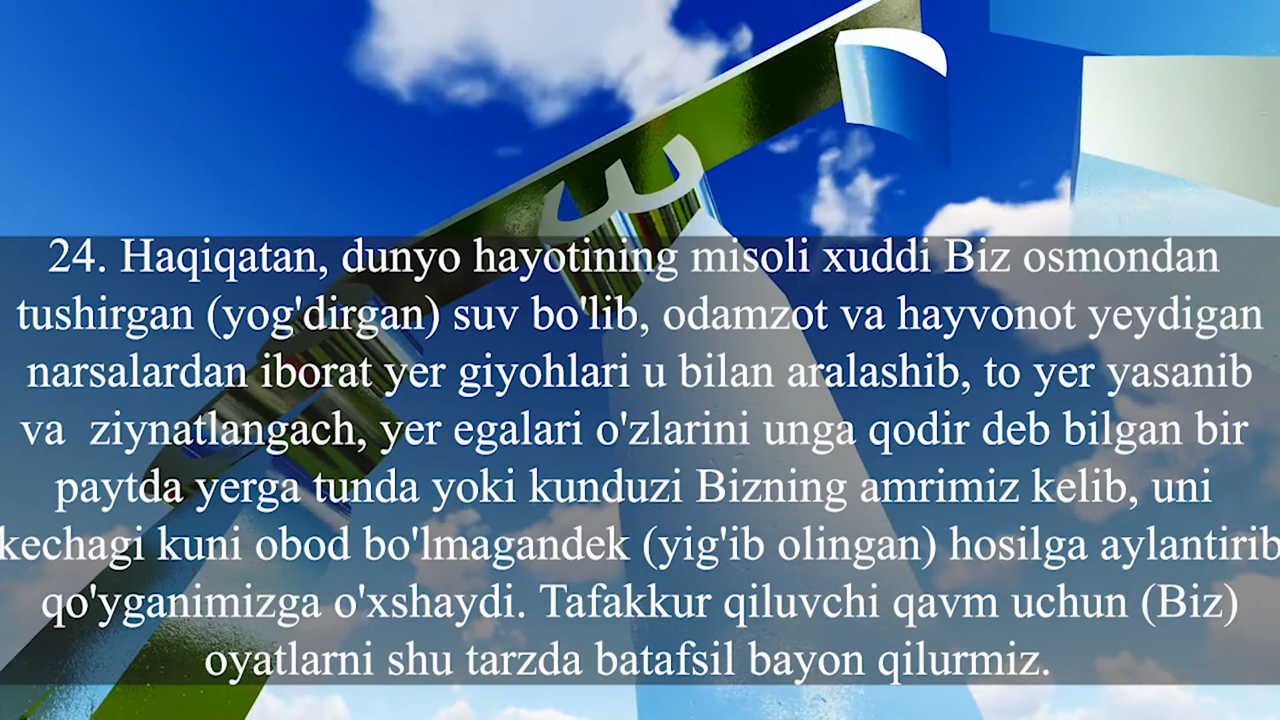 24. Haqiqatan, dunyo hayotining misoli xuddi Biz osmondan
tushirgan (yog'dirgan) suv bo'lib, odamzot va hayvonot yeydigan
narsalardan iborat yer giyohlari u bilan aralashib, to yer yasanib
va ziynatlangach, yer egalari o'zlarini unga qodir deb bilgan bir
paytda yerga tunda yoki kunduzi Bizning amrimiz kelib, uni
kechagi kuni obod bo'lmagandek (yig'ib olingan) hosilga aylantirib
qo'yganimizga o'xshaydi. Tafakkur qiluvchi qavm uchun (Biz)
oyatlarni shu tarzda batafsil bayon qilurmiz.